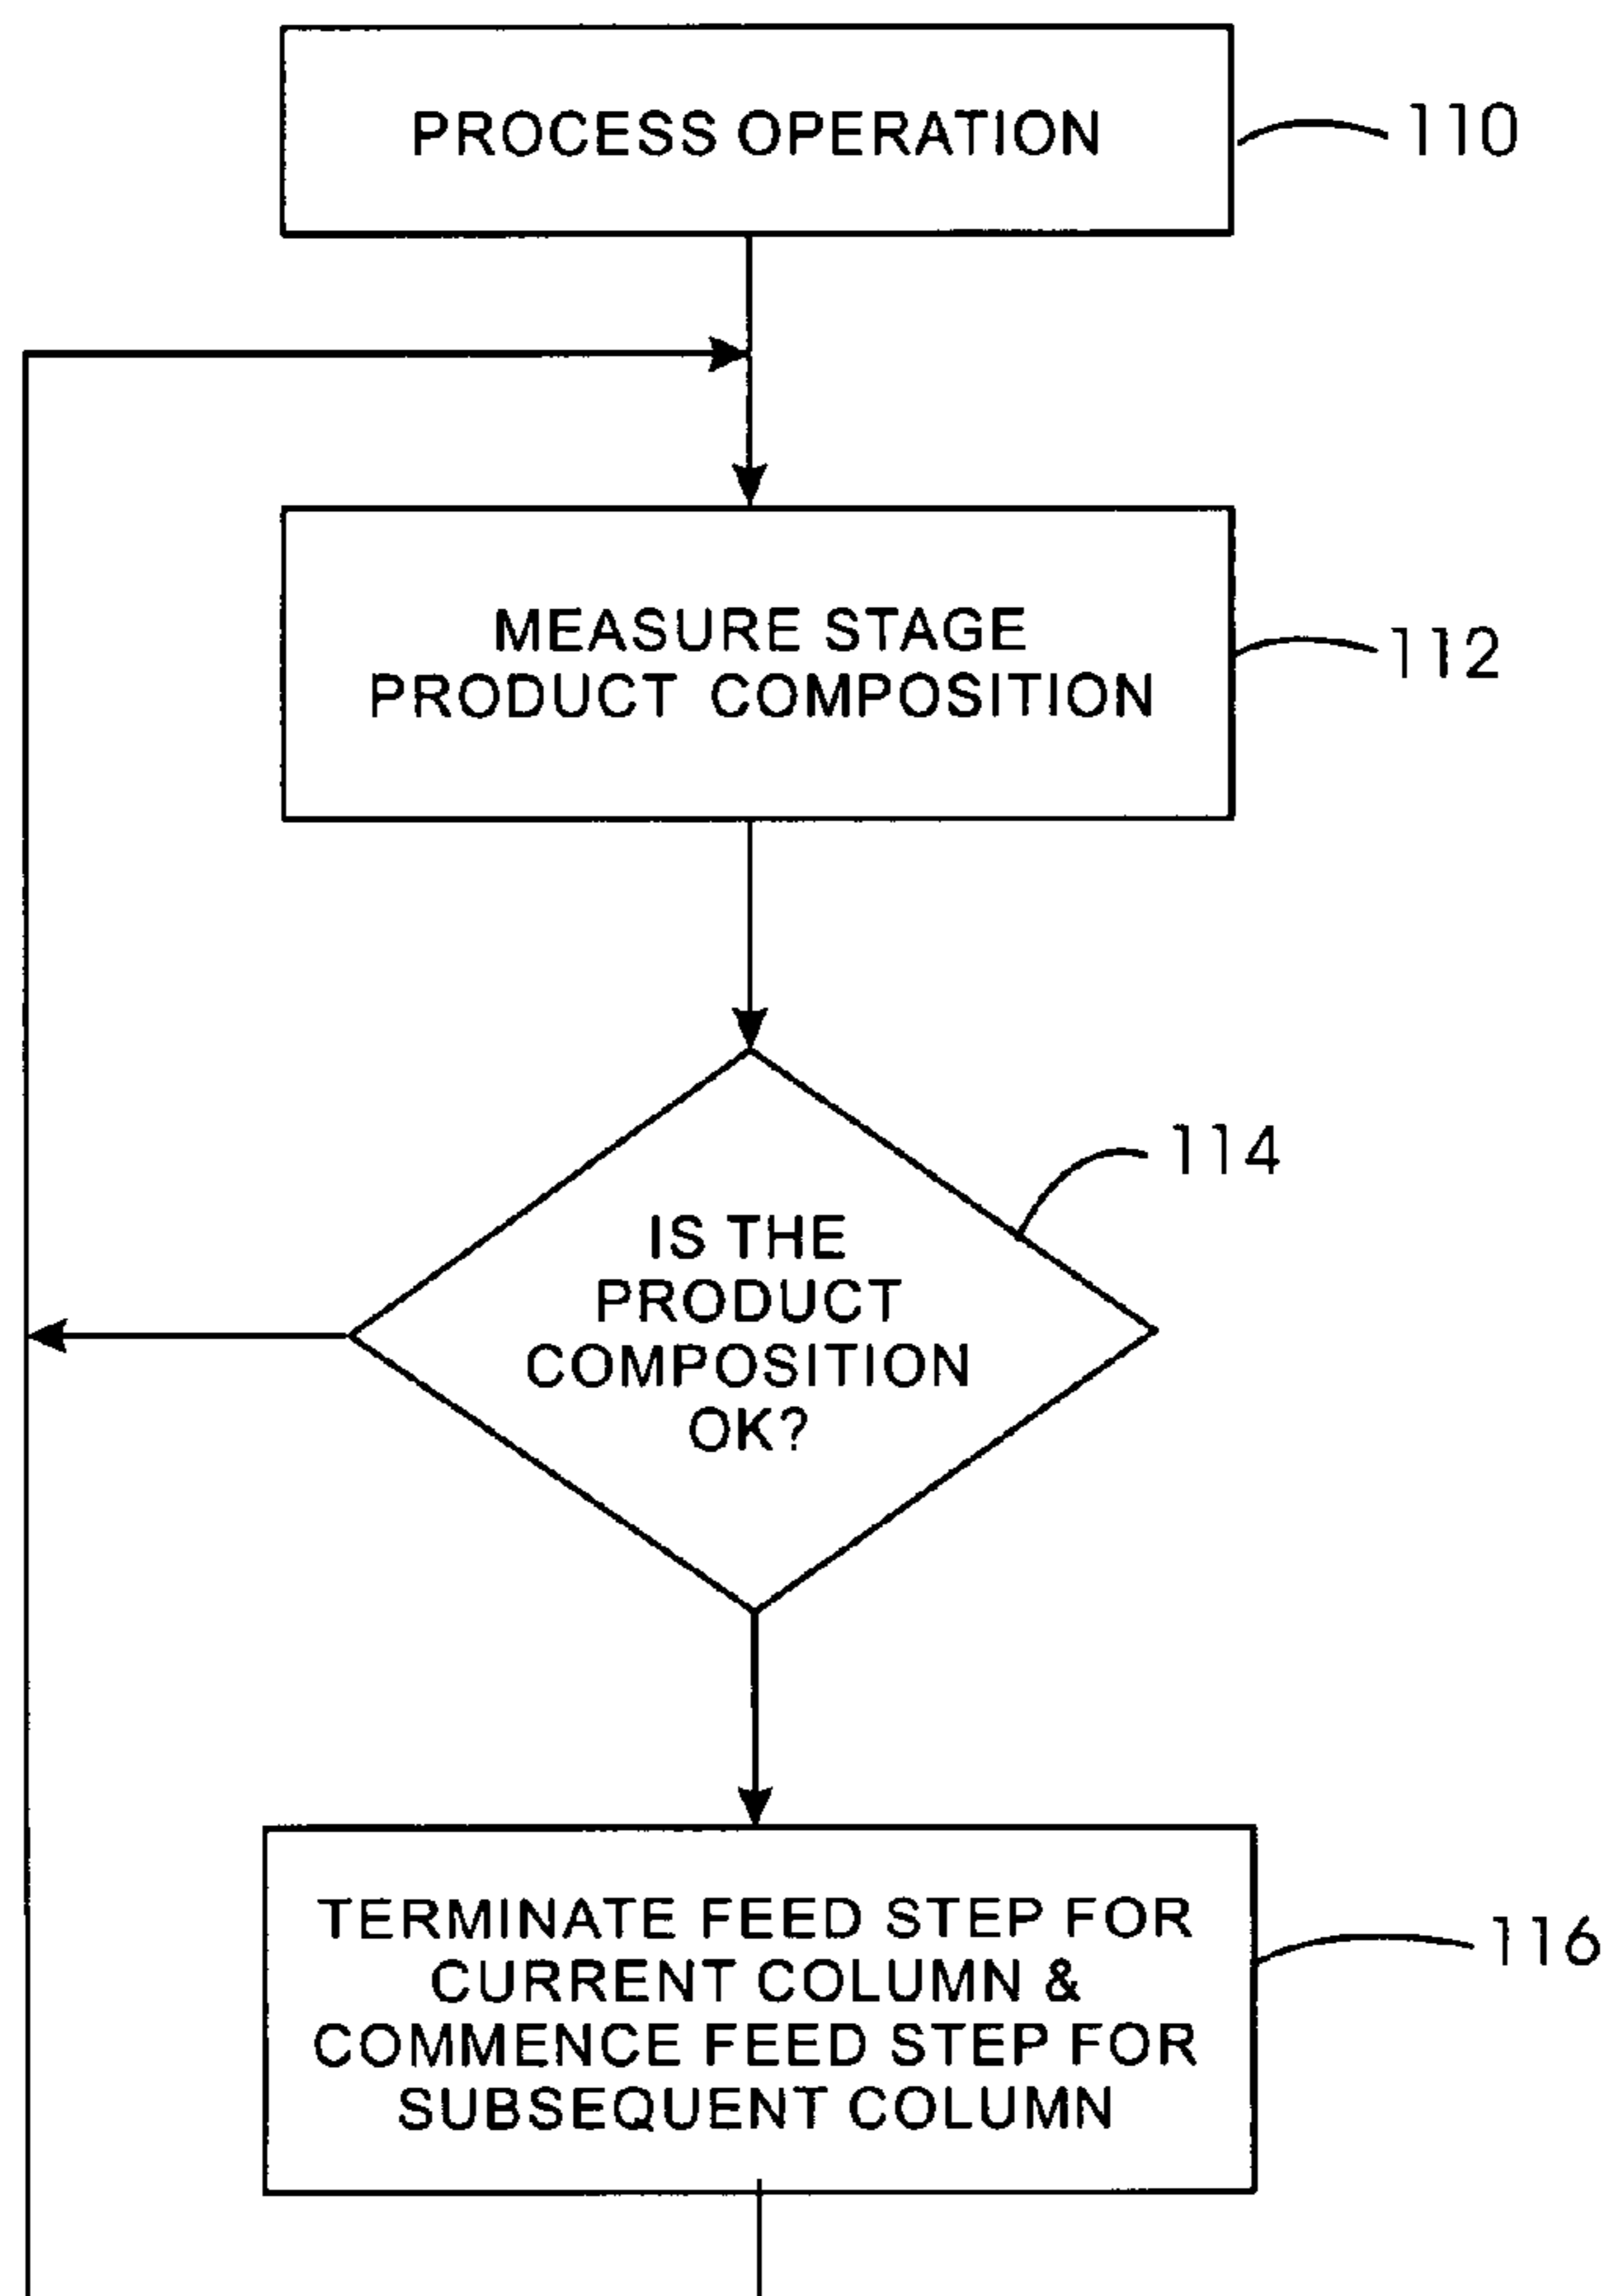 PROCESS OPERATION
110
MEASURE STAGE
PRODUCT COMPOSITION
112
114
IS THE
PRODUCT
COMPOSITION
OK?
TERMINATE FEED STEP FOR
CURRENT COLUMN &
COMMENCE FEED STEP FOR
SUBSEQUENT COLUMN
116